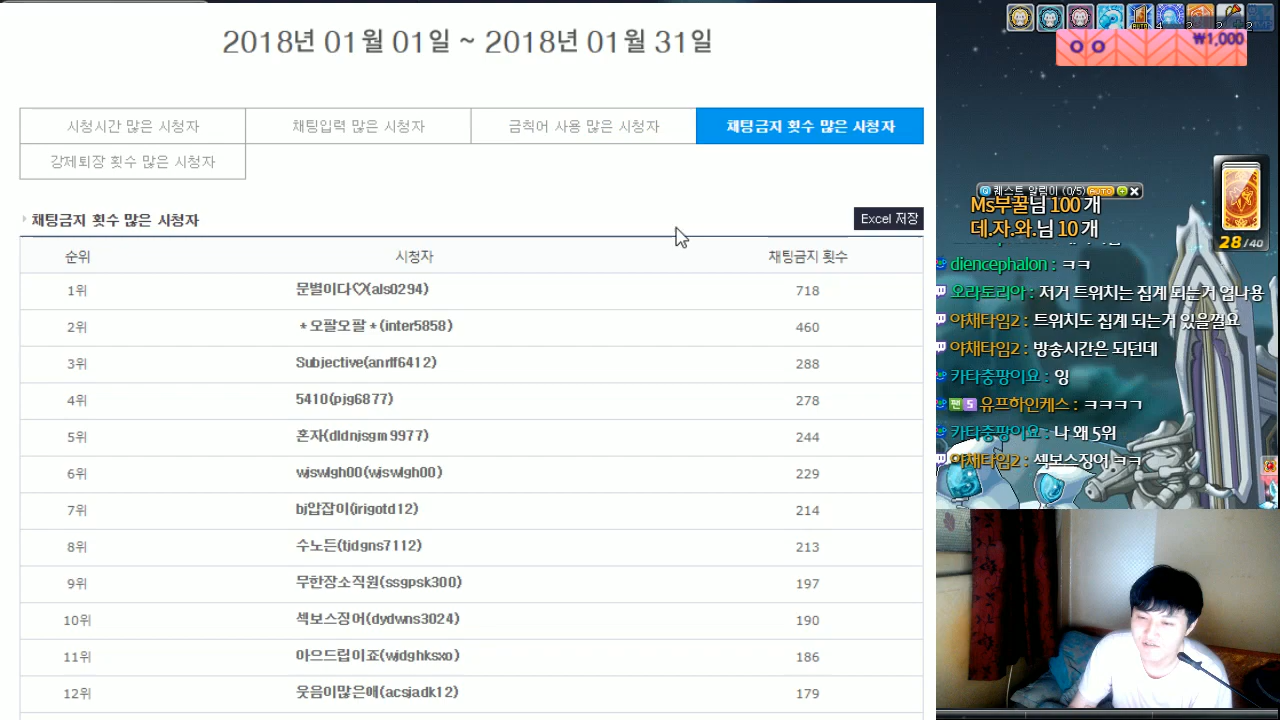 2018년 01월 01일 ~ 2018년 01월 31일
시청시간 많은 시청자
채팅입력 많은 시청자
금칙어 사용 많은 시청자
채팅금지 횟수 많은 시청자
강제퇴장 횟수 많은 시청자
채팅금지 횟수 많은 시청자
Excel 저장
순위 시청자 채팅금지 횟수
1위 문별이다♡(als0294) 718
2위 *오팔오팔*(inter5858) 460
3위 Subjective(anrlf6412) 288
4위 5410(pjg6877) 278
5위 혼자(dldnjsgm9977) 244
6위 wjswlgh00(wjswlgh00) 229
7위 bj압잡이(irigotd12) 214
8위 수노든(tjdgns7112) 213
9위 무한장소직원(ssgpsk300) 197
10위 섹보스징어(dydwns3024) 190
11위 아으드립이죠(wjdghksxo) 186
12위 웃음이많은애(acsjadk12) 179
₩1,000
퀘스트 알림이 (0/5) AUTO
Ms부꿀님 100 개
데.자.와.님 10 개
28/40
diencephalon : ㅋㅋ
오라토리아 : 저거 트위치는 집계 되는거 엄나용
야채타임2 : 트위치도 집계 되는거 있을껄요
야채타임2 : 방송시간은 되던데
카타충팡이요 : 잉
팬 S 유프하인케스 : ㅋㅋㅋㄱ
카타충팡이요 : 나 왜 5위
야채타임2 : 섹보스징어 ㅋㅋ